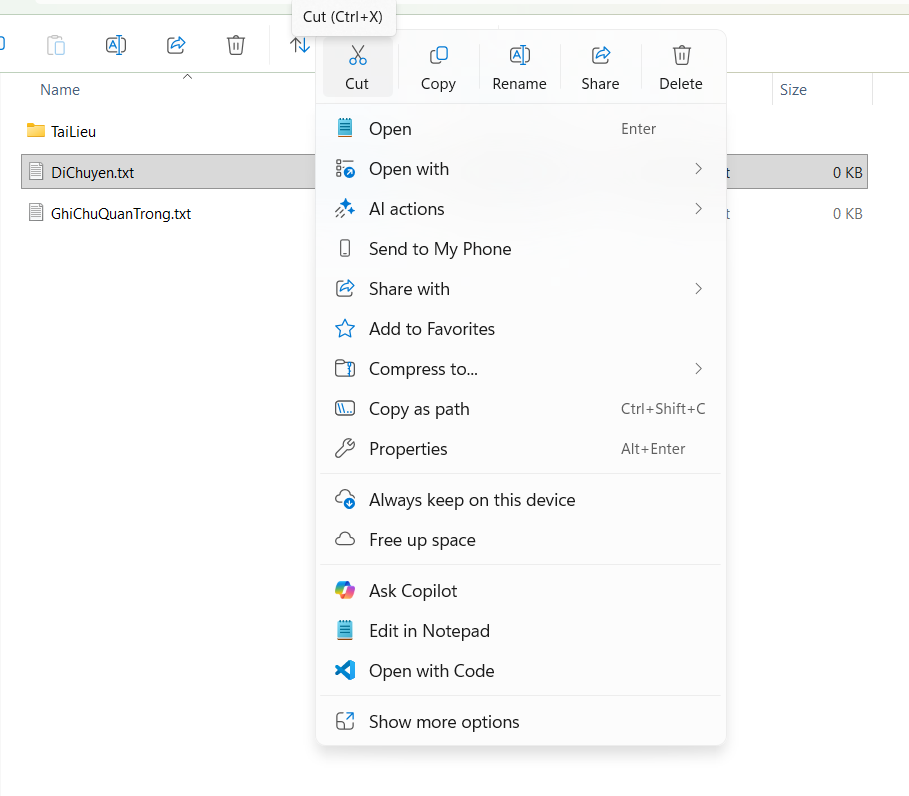 Cut (Ctrl+X)
Cut
Copy
Rename
Share
Delete
Name
Size
TaiLieu
DiChuyen.txt
t
0 KB
GhiChuQuanTrong.txt
t
0 KB
Open
Enter
Open with
AI actions
Send to My Phone
Share with
Add to Favorites
Compress to...
Copy as path
Ctrl+Shift+C
Properties
Alt+Enter
Always keep on this device
Free up space
Ask Copilot
Edit in Notepad
Open with Code
Show more options